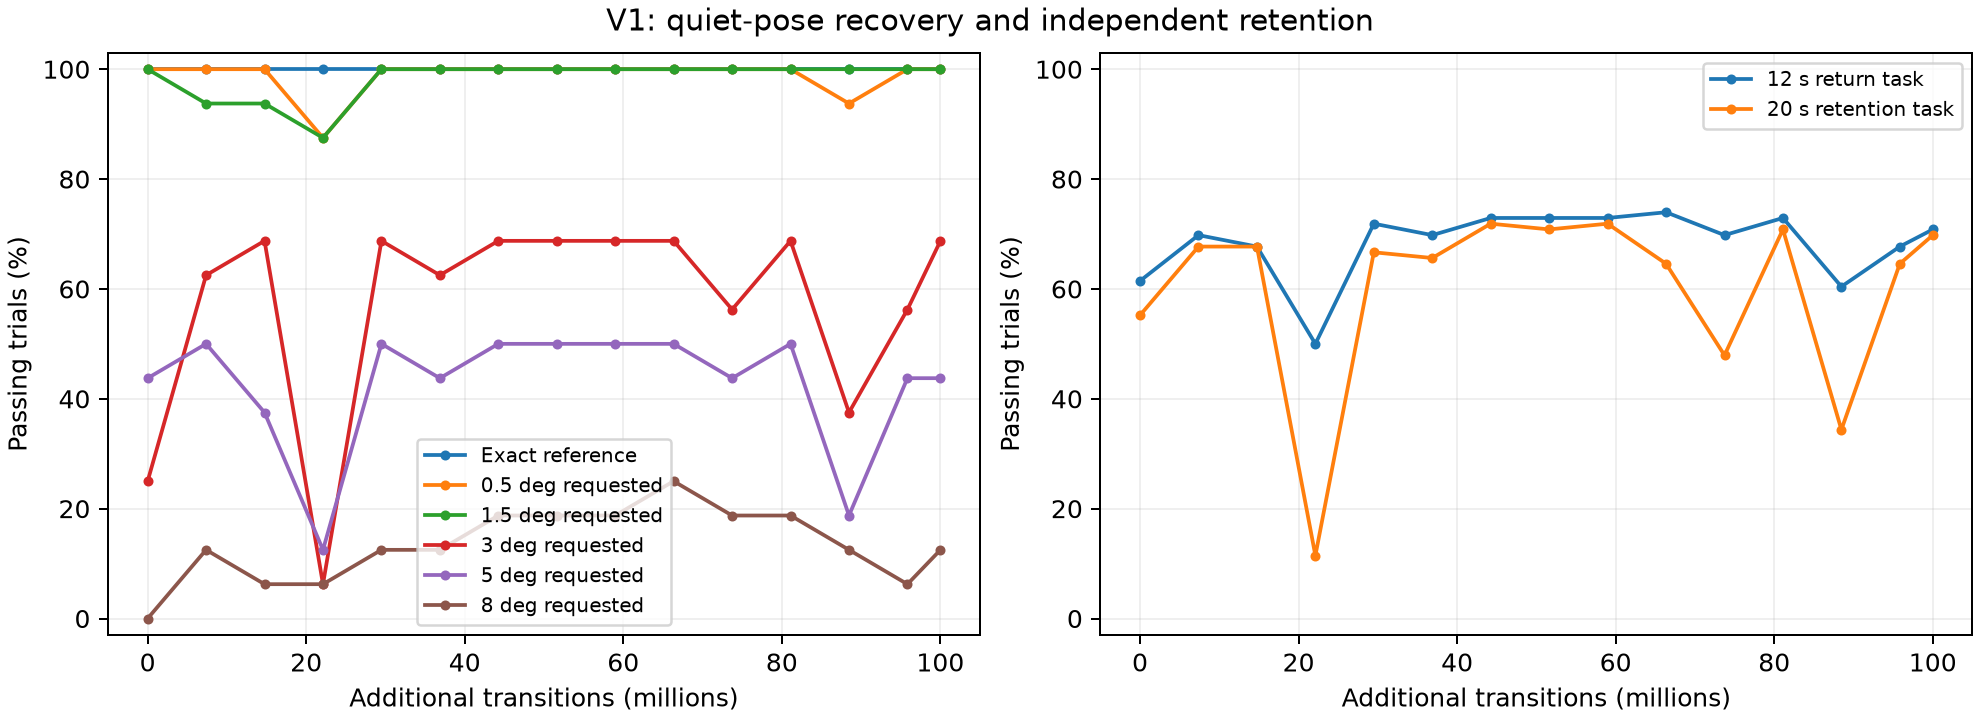 V1: quiet-pose recovery and independent retention
Passing trials (%)
100
80
60
40
20
0
Exact reference
0.5 deg requested
1.5 deg requested
3 deg requested
5 deg requested
8 deg requested
0 20 40 60 80 100
Additional transitions (millions)
Passing trials (%)
100
80
60
40
20
0
12 s return task
20 s retention task
0 20 40 60 80 100
Additional transitions (millions)